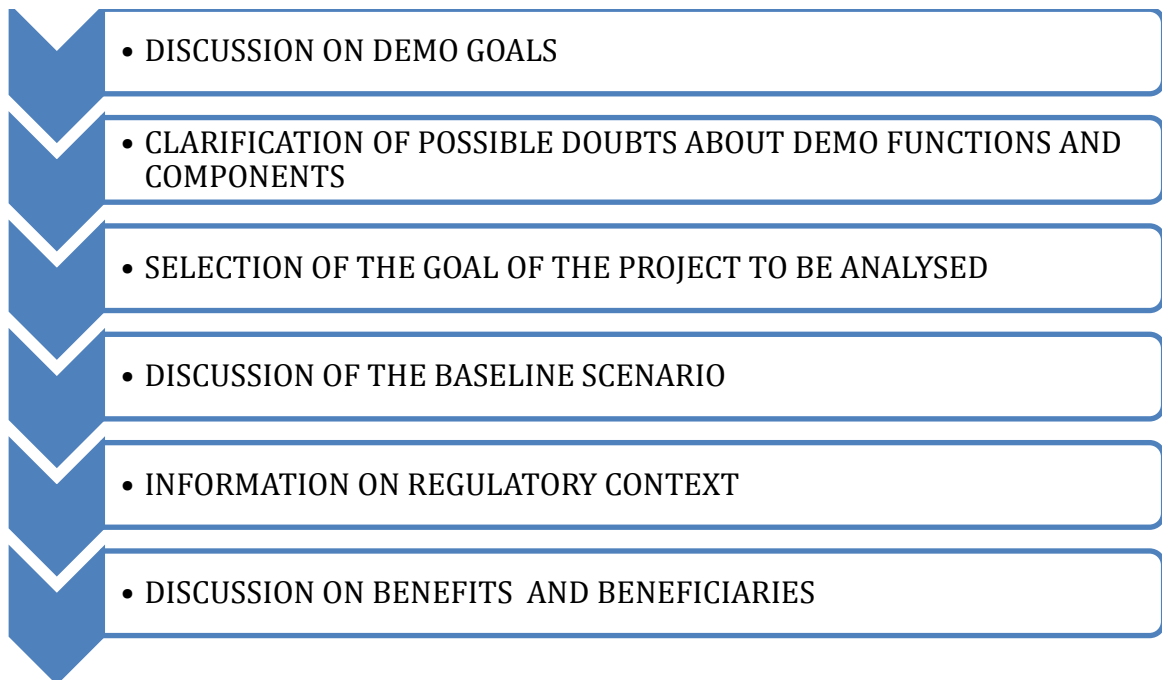 • DISCUSSION ON DEMO GOALS
• CLARIFICATION OF POSSIBLE DOUBTS ABOUT DEMO FUNCTIONS AND
COMPONENTS
• SELECTION OF THE GOAL OF THE PROJECT TO BE ANALYSED
• DISCUSSION OF THE BASELINE SCENARIO
• INFORMATION ON REGULATORY CONTEXT
• DISCUSSION ON BENEFITS  AND BENEFICIARIES